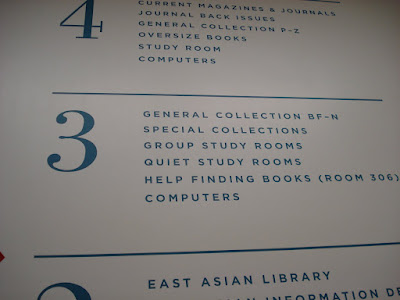 4
CURRENT MAGAZINES & JOURNALS
JOURNAL BACK ISSUES
GENERAL COLLECTION P-Z
OVERSIZE BOOKS
STUDY ROOM
COMPUTERS
3
GENERAL COLLECTION BF-N
SPECIAL COLLECTIONS
GROUP STUDY ROOMS
QUIET STUDY ROOMS
HELP FINDING BOOKS (ROOM 306)
COMPUTERS
EAST ASIAN LIBRARY
INFORMATION